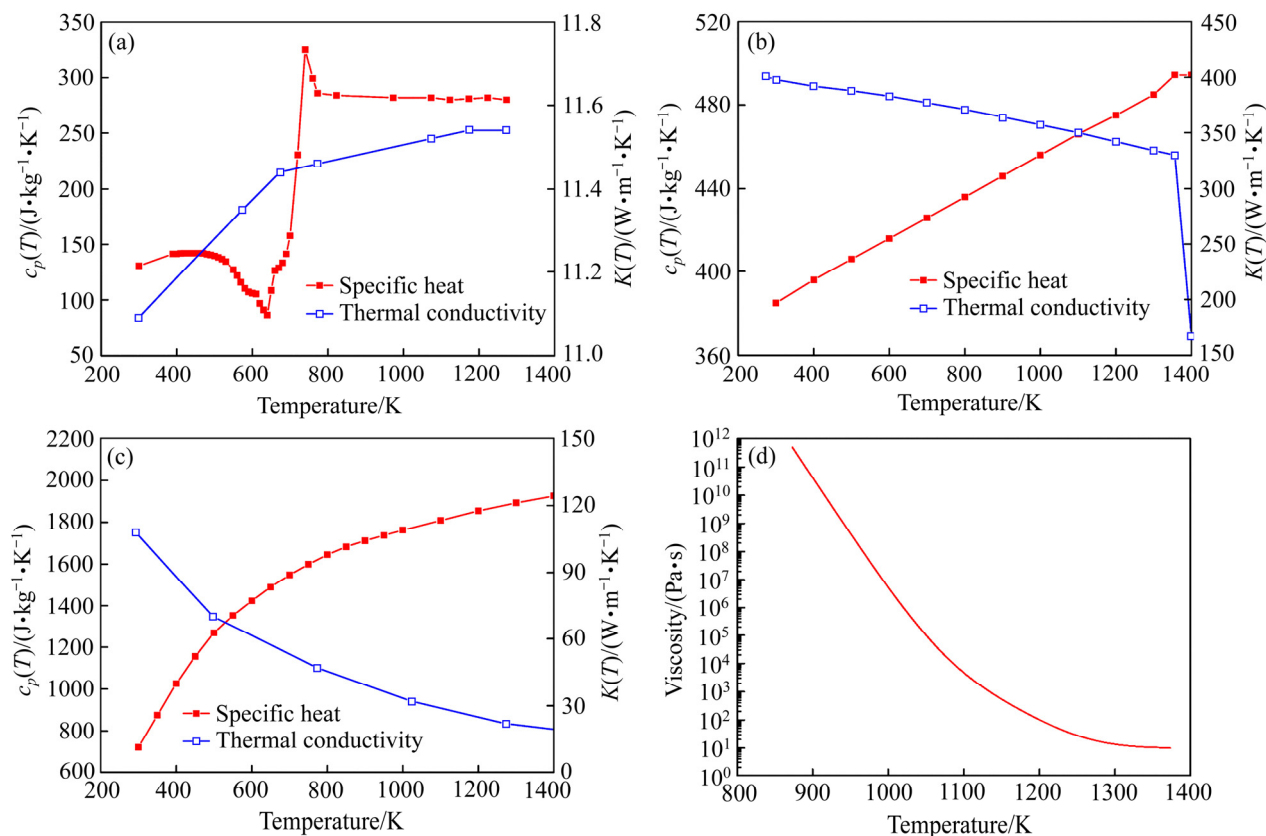 (a)
350
300
250
200
150
100
50
cₚ(T)/(J•kg⁻¹•K⁻¹)
11.8
11.6
11.4
11.2
11.0
K(T)/(W•m⁻¹•K⁻¹)
Specific heat
Thermal conductivity
200 400 600 800 1000 1200 1400
Temperature/K
(b)
520
480
440
400
360
cₚ(T)/(J•kg⁻¹•K⁻¹)
450
400
350
300
250
200
150
K(T)/(W•m⁻¹•K⁻¹)
Specific heat
Thermal conductivity
200 400 600 800 1000 1200 1400
Temperature/K
(c)
2200
2000
1800
1600
1400
1200
1000
800
600
cₚ(T)/(J•kg⁻¹•K⁻¹)
150
120
90
60
30
0
K(T)/(W•m⁻¹•K⁻¹)
Specific heat
Thermal conductivity
200 400 600 800 1000 1200 1400
Temperature/K
(d)
10¹²
10¹¹
10¹⁰
10⁹
10⁸
10⁷
10⁶
10⁵
10⁴
10³
10²
10¹
10⁰
Viscosity/(Pa•s)
800 900 1000 1100 1200 1300 1400
Temperature/K